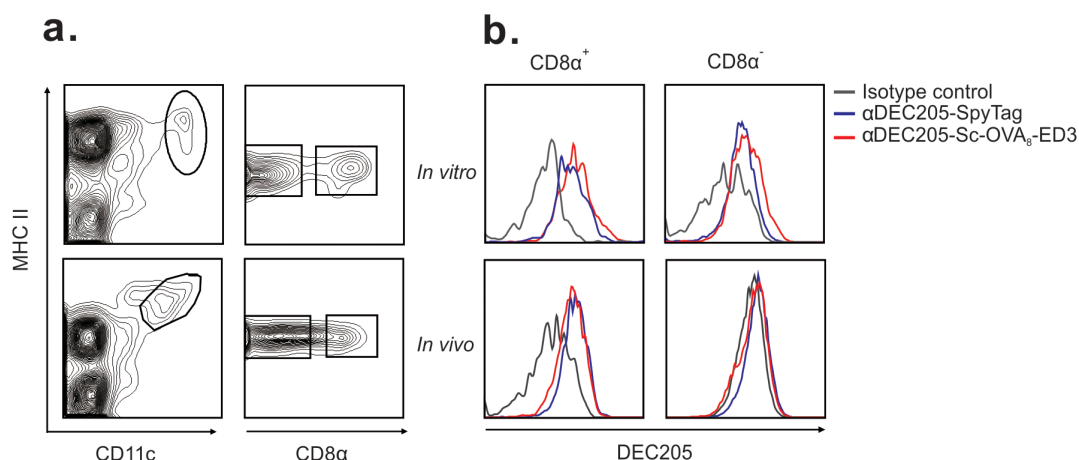 a.
b.
CD8α⁺
CD8α⁻
Isotype control
αDEC205-SpyTag
αDEC205-Sc-OVA₈-ED3
In vitro
MHC II
In vivo
CD11c
CD8α
DEC205